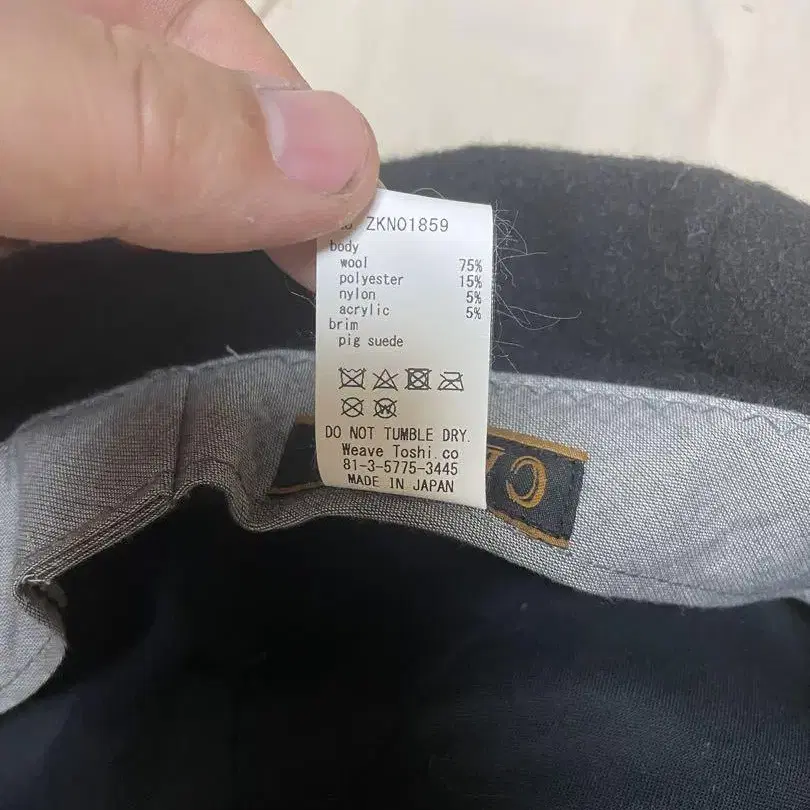 ZKNO1859
body
wool 75%
polyester 15%
nylon 5%
acrylic 5%
brim
pig suede
DO NOT TUMBLE DRY.
Weave Toshi.co
81-3-5775-3445
MADE IN JAPAN